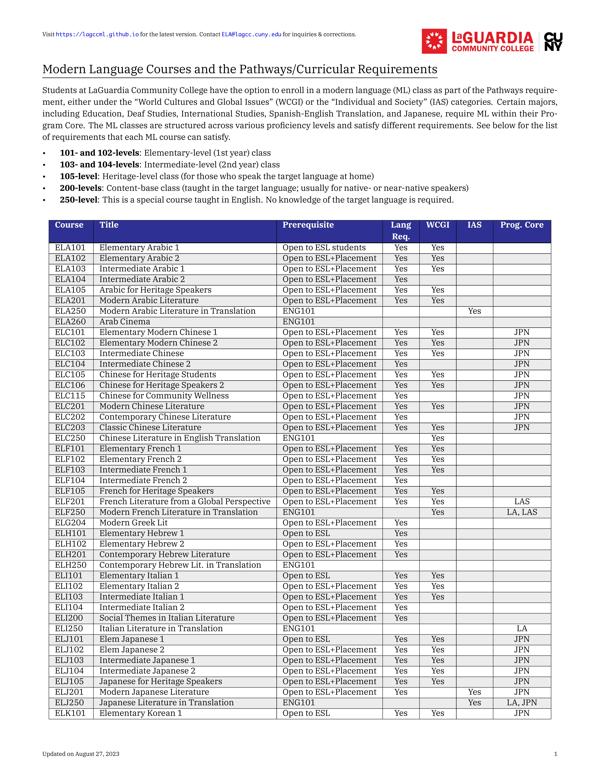 Visit https://lagccml.github.io for the latest version. Contact ELA@lagcc.cuny.edu for inquiries & corrections.
LAGUARDIA
COMMUNITY COLLEGE
CU
NY
Modern Language Courses and the Pathways/Curricular Requirements
Students at LaGuardia Community College have the option to enroll in a modern language (ML) class as part of the Pathways require-
ment, either under the “World Cultures and Global Issues” (WCGI) or the “Individual and Society” (IAS) categories. Certain majors,
including Education, Deaf Studies, International Studies, Spanish-English Translation, and Japanese, require ML within their Pro-
gram Core. The ML classes are structured across various proficiency levels and satisfy different requirements. See below for the list
of requirements that each ML course can satisfy.
• 101- and 102-levels: Elementary-level (1st year) class
• 103- and 104-levels: Intermediate-level (2nd year) class
• 105-level: Heritage-level class (for those who speak the target language at home)
• 200-levels: Content-base class (taught in the target language; usually for native- or near-native speakers)
• 250-level: This is a special course taught in English. No knowledge of the target language is required.
Course Title Prerequisite Lang WCGI IAS Prog. Core
Req.
ELA101 Elementary Arabic 1 Open to ESL students Yes Yes
ELA102 Elementary Arabic 2 Open to ESL+Placement Yes Yes
ELA103 Intermediate Arabic 1 Open to ESL+Placement Yes Yes
ELA104 Intermediate Arabic 2 Open to ESL+Placement Yes
ELA105 Arabic for Heritage Speakers Open to ESL+Placement Yes Yes
ELA201 Modern Arabic Literature Open to ESL+Placement Yes Yes
ELA250 Modern Arabic Literature in Translation ENG101 Yes
ELA260 Arab Cinema ENG101
ELC101 Elementary Modern Chinese 1 Open to ESL+Placement Yes Yes JPN
ELC102 Elementary Modern Chinese 2 Open to ESL+Placement Yes Yes JPN
ELC103 Intermediate Chinese Open to ESL+Placement Yes Yes JPN
ELC104 Intermediate Chinese 2 Open to ESL+Placement Yes JPN
ELC105 Chinese for Heritage Students Open to ESL+Placement Yes Yes JPN
ELC106 Chinese for Heritage Speakers 2 Open to ESL+Placement Yes Yes JPN
ELC115 Chinese for Community Wellness Open to ESL+Placement Yes JPN
ELC201 Modern Chinese Literature Open to ESL+Placement Yes Yes JPN
ELC202 Contemporary Chinese Literature Open to ESL+Placement Yes JPN
ELC203 Classic Chinese Literature Open to ESL+Placement Yes Yes JPN
ELC250 Chinese Literature in English Translation ENG101 Yes
ELF101 Elementary French 1 Open to ESL+Placement Yes Yes
ELF102 Elementary French 2 Open to ESL+Placement Yes Yes
ELF103 Intermediate French 1 Open to ESL+Placement Yes Yes
ELF104 Intermediate French 2 Open to ESL+Placement Yes
ELF105 French for Heritage Speakers Open to ESL+Placement Yes Yes
ELF201 French Literature from a Global Perspective Open to ESL+Placement Yes Yes LAS
ELF250 Modern French Literature in Translation ENG101 Yes LA, LAS
ELG204 Modern Greek Lit Open to ESL+Placement Yes
ELH101 Elementary Hebrew 1 Open to ESL Yes
ELH102 Elementary Hebrew 2 Open to ESL+Placement Yes
ELH201 Contemporary Hebrew Literature Open to ESL+Placement Yes
ELH250 Contemporary Hebrew Lit. in Translation ENG101
ELI101 Elementary Italian 1 Open to ESL Yes Yes
ELI102 Elementary Italian 2 Open to ESL+Placement Yes Yes
ELI103 Intermediate Italian 1 Open to ESL+Placement Yes Yes
ELI104 Intermediate Italian 2 Open to ESL+Placement Yes
ELI200 Social Themes in Italian Literature Open to ESL+Placement Yes
ELI250 Italian Literature in Translation ENG101 LA
ELJ101 Elem Japanese 1 Open to ESL Yes Yes JPN
ELJ102 Elem Japanese 2 Open to ESL+Placement Yes Yes JPN
ELJ103 Intermediate Japanese 1 Open to ESL+Placement Yes Yes JPN
ELJ104 Intermediate Japanese 2 Open to ESL+Placement Yes Yes JPN
ELJ105 Japanese for Heritage Speakers Open to ESL+Placement Yes Yes JPN
ELJ201 Modern Japanese Literature Open to ESL+Placement Yes Yes JPN
ELJ250 Japanese Literature in Translation ENG101 Yes LA, JPN
ELK101 Elementary Korean 1 Open to ESL Yes Yes JPN
Updated on August 27, 2023 1